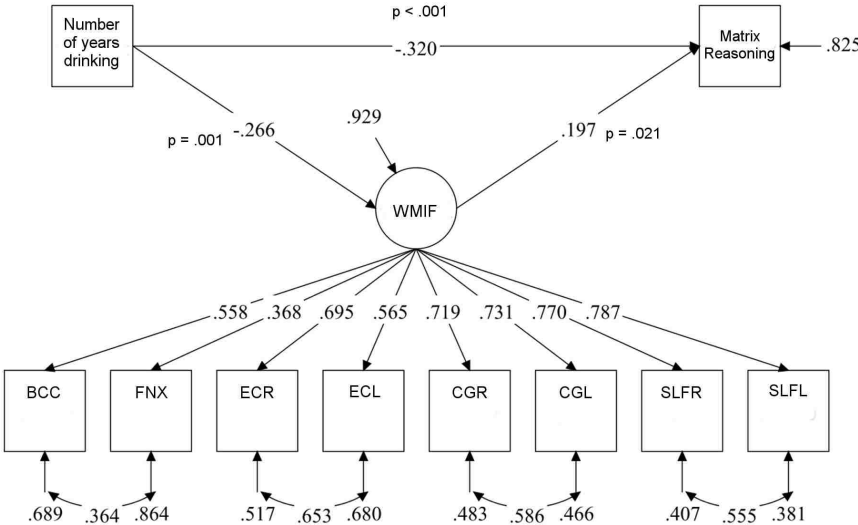 p < .001
Number
of years
drinking
-.320
Matrix
Reasoning
.825
p = .001
-.266
.929
.197
p = .021
WMIF
.558 .368 .695 .565 .719 .731 .770 .787
BCC FNX ECR ECL CGR CGL SLFR SLFL
.689 .364 .864 .517 .653 .680 .483 .586 .466 .407 .555 .381